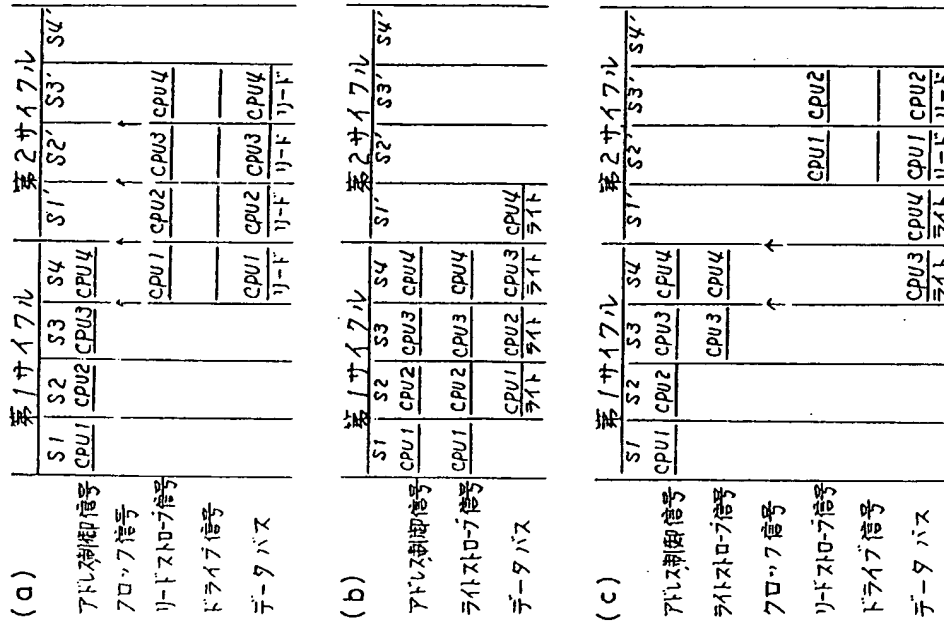 (a)
第1サイクル 第2サイクル
S1 S2 S3 S4 S1' S2' S3' S4'
アドレス制御信号 CPU1 CPU2 CPU3 CPU4
クロック信号
リードストローブ信号 CPU1 CPU2 CPU3 CPU4
ドライブ信号
データバス CPU1 CPU2 CPU3 CPU4
リード リード リード リード
(b)
第1サイクル 第2サイクル
S1 S2 S3 S4 S1' S2' S3' S4'
アドレス制御信号 CPU1 CPU2 CPU3 CPU4
ライトストローブ信号 CPU1 CPU2 CPU3 CPU4
データバス CPU1 CPU2 CPU3 CPU4
ライト ライト ライト ライト
(c)
第1サイクル 第2サイクル
S1 S2 S3 S4 S1' S2' S3' S4'
アドレス制御信号 CPU1 CPU2 CPU3 CPU4
ライトストローブ信号 CPU3 CPU4
クロック信号
リードストローブ信号 CPU1 CPU2
ドライブ信号
データバス CPU3 CPU4 CPU1 CPU2
ライト ライト リード リード